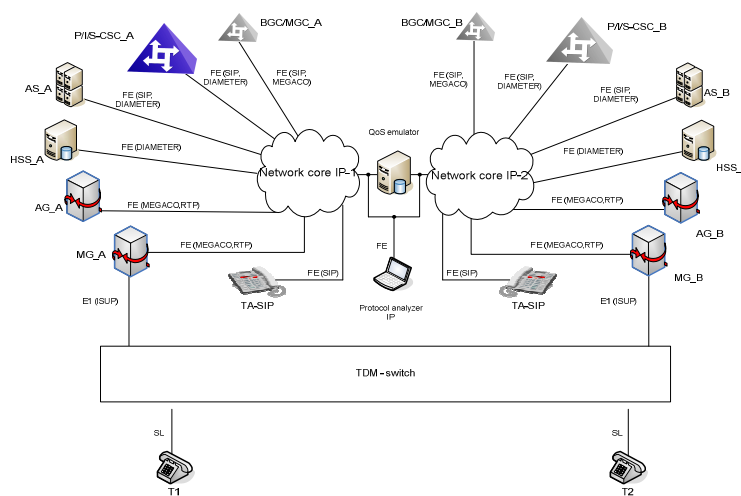 P/I/S-CSC_A
BGC/MGC_A
BGC/MGC_B
P/I/S-CSC_B
AS_A
FE (SIP,
DIAMETER)
FE (SIP,
DIAMETER)
FE (SIP,
MEGACO)
FE (SIP,
MEGACO)
FE (SIP,
DIAMETER)
FE (SIP,
DIAMETER)
AS_B
HSS_A
FE (DIAMETER)
QoS emulator
FE (DIAMETER)
HSS_
Network core IP-1
Network core IP-2
AG_A
FE (MEGACO,RTP)
FE (MEGACO,RTP)
AG_B
MG_A
FE (MEGACO,RTP)
FE
FE (MEGACO,RTP)
MG_B
FE (SIP)
FE (SIP)
TA-SIP
Protocol analyzer
IP
TA-SIP
E1 (ISUP)
E1 (ISUP)
TDM - switch
SL
SL
T1
T2